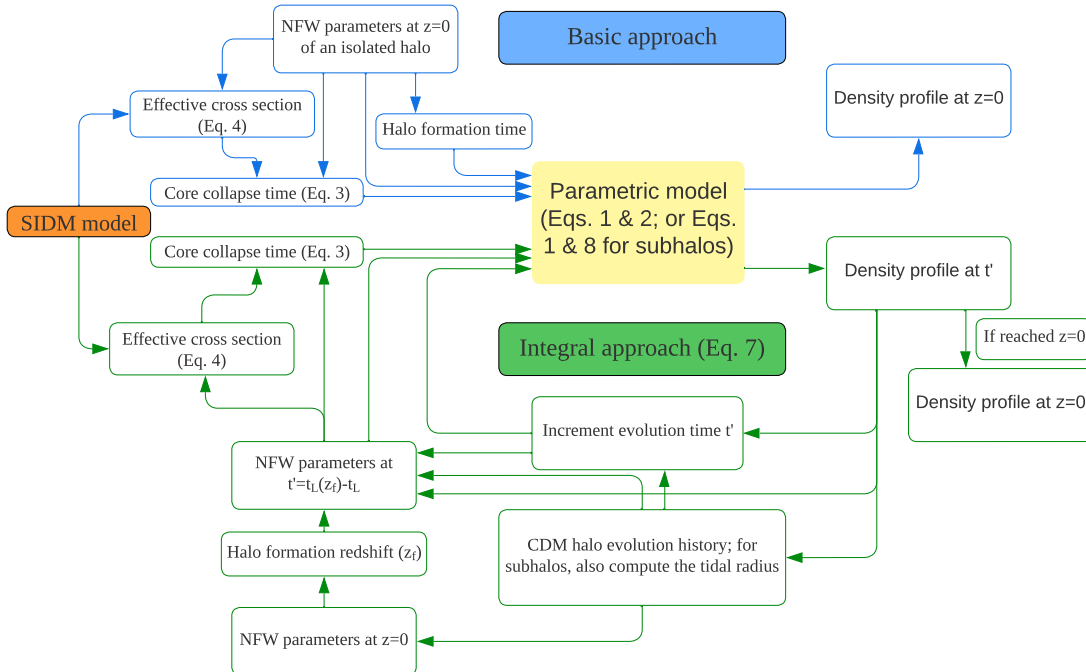 NFW parameters at z=0
of an isolated halo
Basic approach
Effective cross section
(Eq. 4)
Halo formation time
Density profile at z=0
Core collapse time (Eq. 3)
SIDM model
Parametric model
(Eqs. 1 & 2; or Eqs.
1 & 8 for subhalos)
Core collapse time (Eq. 3)
Density profile at t'
Effective cross section
(Eq. 4)
Integral approach (Eq. 7)
If reached z=0
Density profile at z=0
Increment evolution time t'
NFW parameters at
t'=t_L(z_f)-t_L
CDM halo evolution history; for
subhalos, also compute the tidal radius
Halo formation redshift (z_f)
NFW parameters at z=0